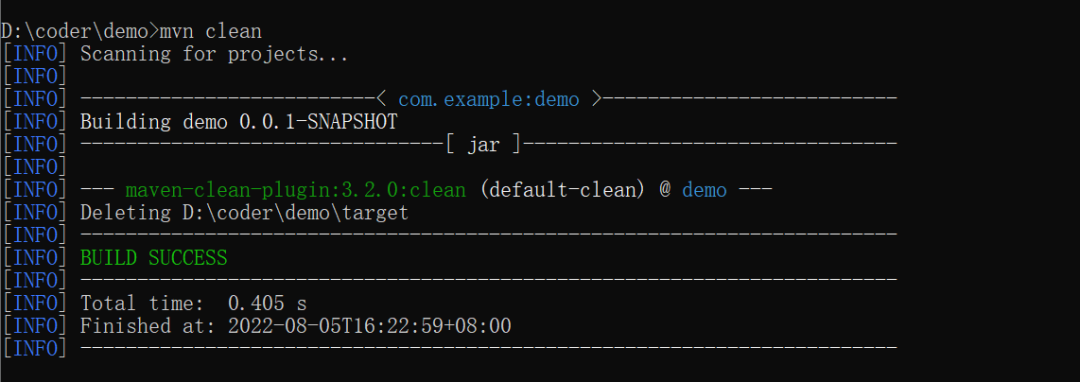 D:\coder\demo>mvn clean
[INFO] Scanning for projects...
[INFO]
[INFO] --------------------------< com.example:demo >--------------------------
[INFO] Building demo 0.0.1-SNAPSHOT
[INFO] --------------------------------[ jar ]---------------------------------
[INFO]
[INFO] --- maven-clean-plugin:3.2.0:clean (default-clean) @ demo ---
[INFO] Deleting D:\coder\demo\target
[INFO] ------------------------------------------------------------------------
[INFO] BUILD SUCCESS
[INFO] ------------------------------------------------------------------------
[INFO] Total time:  0.405 s
[INFO] Finished at: 2022-08-05T16:22:59+08:00
[INFO] ------------------------------------------------------------------------